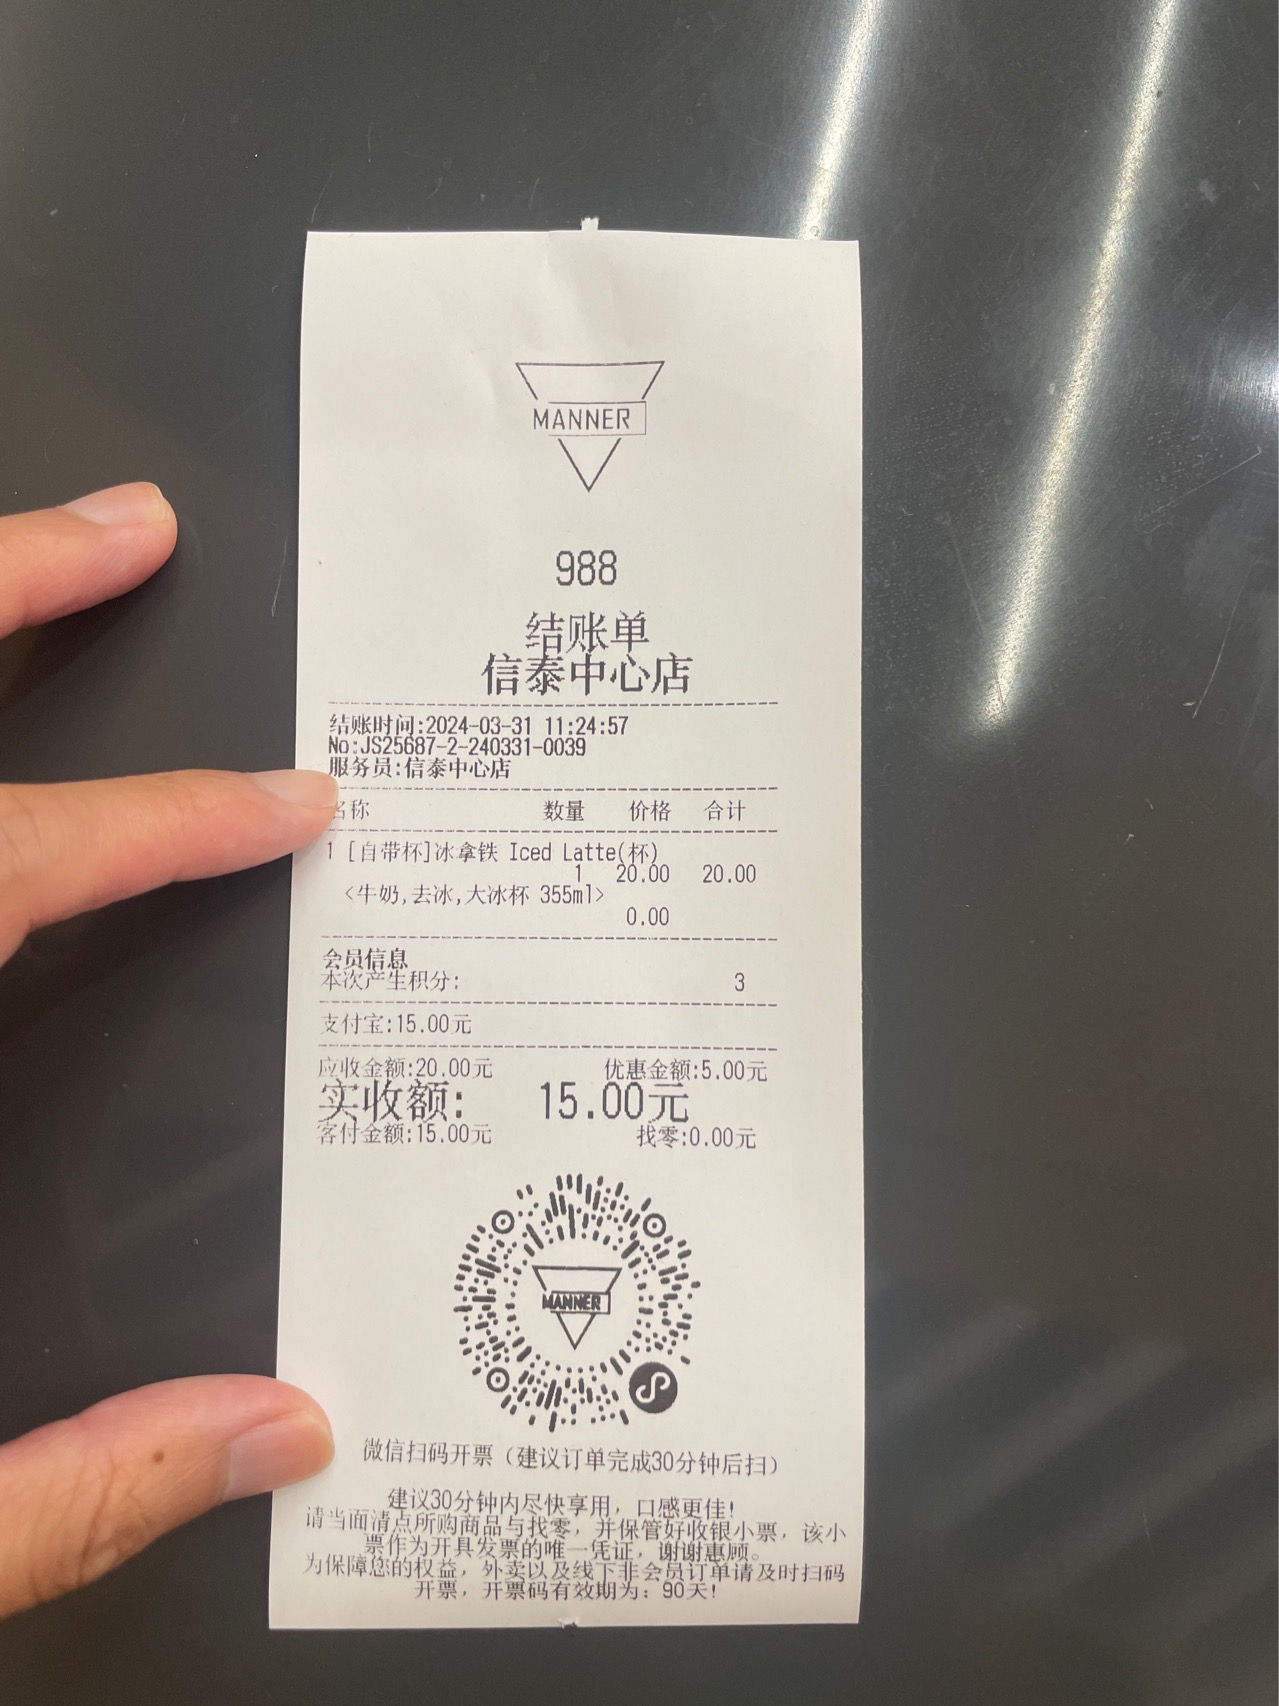 MANNER
988
结账单
信泰中心店
结账时间:2024-03-31 11:24:57
No:JS25687-2-240331-0039
服务员:信泰中心店
名称 数量 价格 合计
1 [自带杯]冰拿铁 Iced Latte(杯)
1 20.00 20.00
<牛奶,去冰,大冰杯 355ml>
0.00
会员信息
本次产生积分: 3
支付宝:15.00元
应收金额:20.00元 优惠金额:5.00元
实收额: 15.00元
客付金额:15.00元 找零:0.00元
MANNER
微信扫码开票（建议订单完成30分钟后扫）
建议30分钟内尽快享用，口感更佳!
请当面清点所购商品与找零，并保管好收银小票，该小
票作为开具发票的唯一凭证，谢谢惠顾。
为保障您的权益，外卖以及线下非会员订单请及时扫码
开票，开票码有效期为：90天!